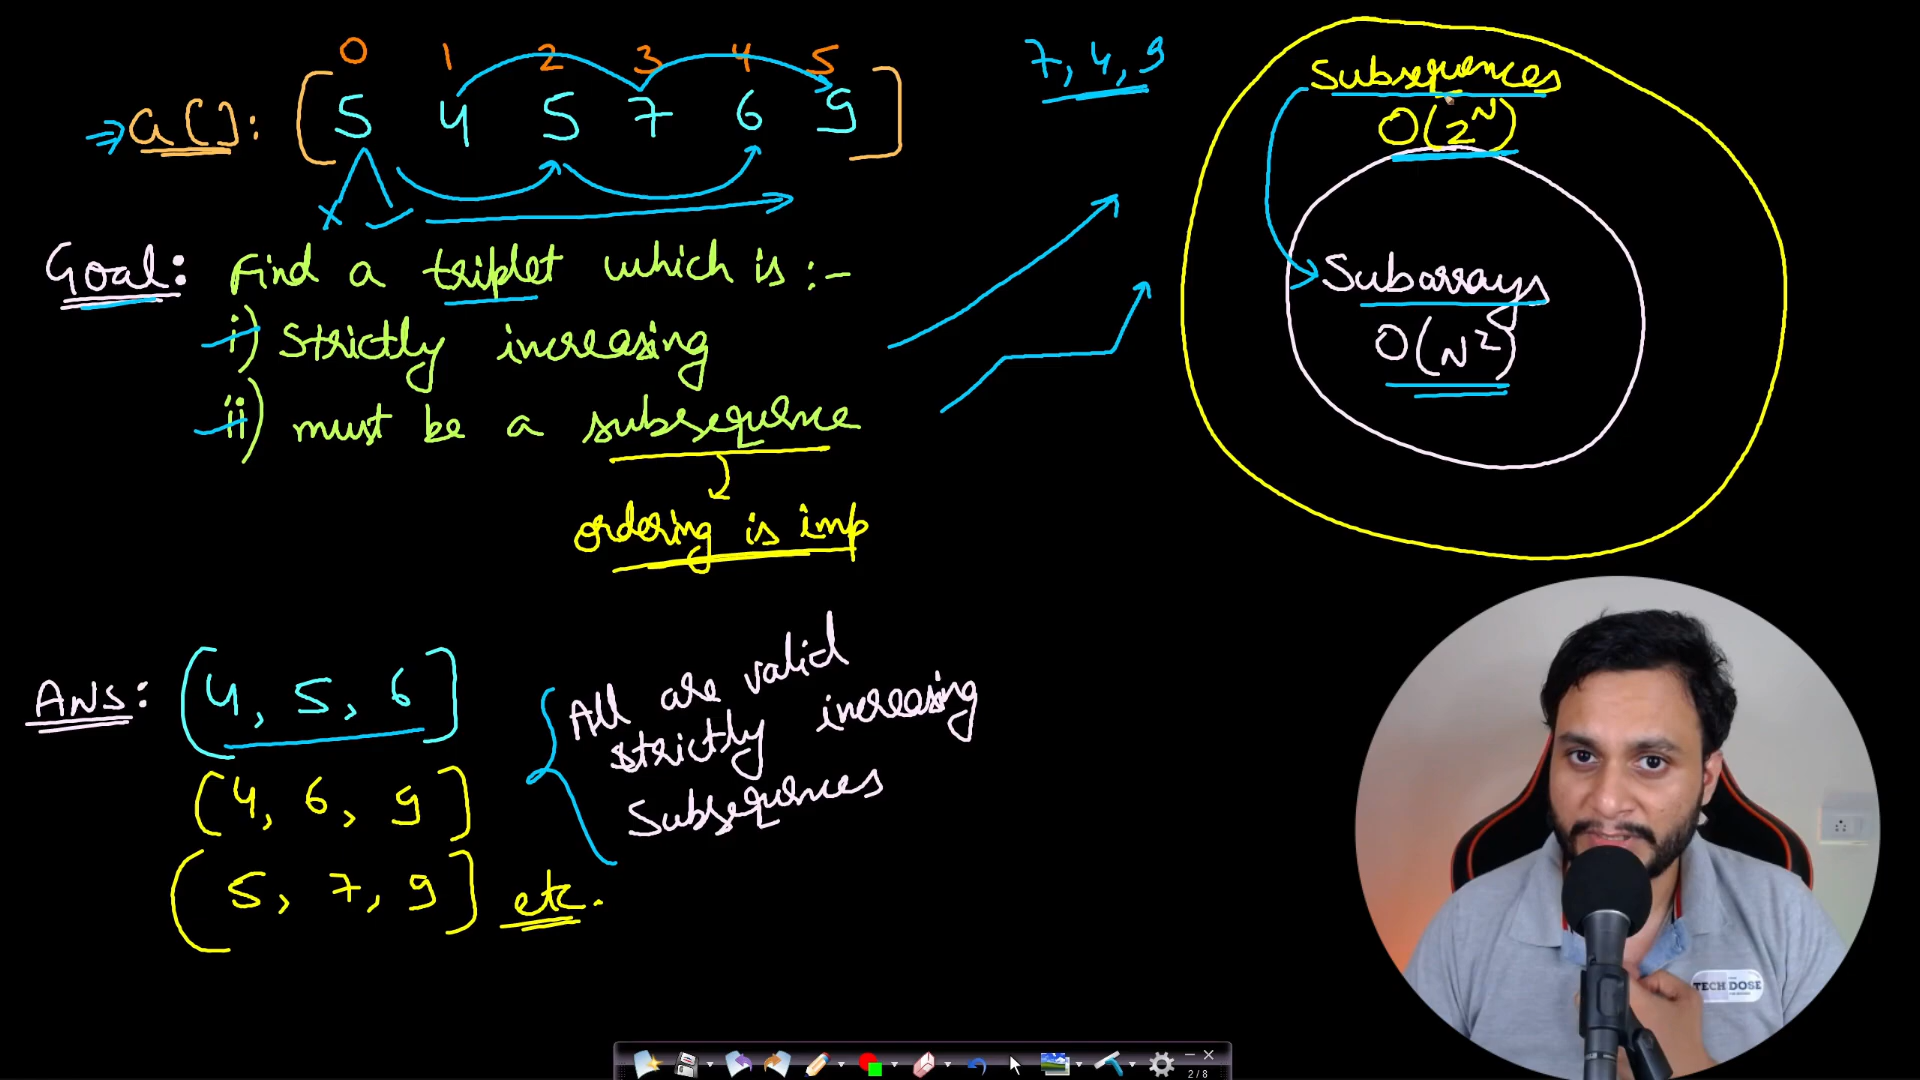 0 1 2 3 4 5
a[]: [5 4 5 7 6 9]
7, 4, 9
Goal: Find a triplet which is :-
i) Strictly increasing
ii) must be a subsequence
ordering is imp
Subsequences
O(2^N)
Subarrays
O(N^2)
Ans: [4, 5, 6]
[4, 6, 9]
[5, 7, 9] etc.
All are valid
strictly increasing
Subsequences
TECH DOSE
2/8